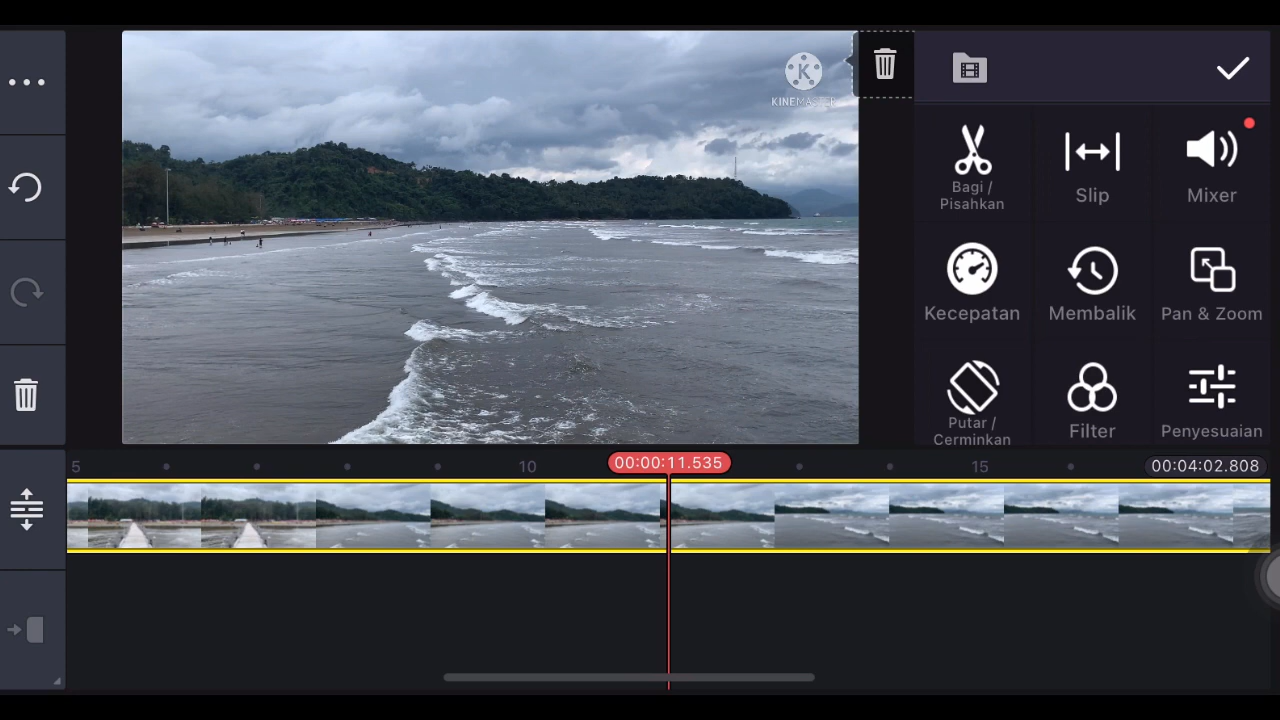 KINEMASTER
Bagi /
Pisahkan
Slip
Mixer
Kecepatan
Membalik
Pan & Zoom
Putar /
Cerminkan
Filter
Penyesuaian
5
10
00:00:11.535
15
00:04:02.808